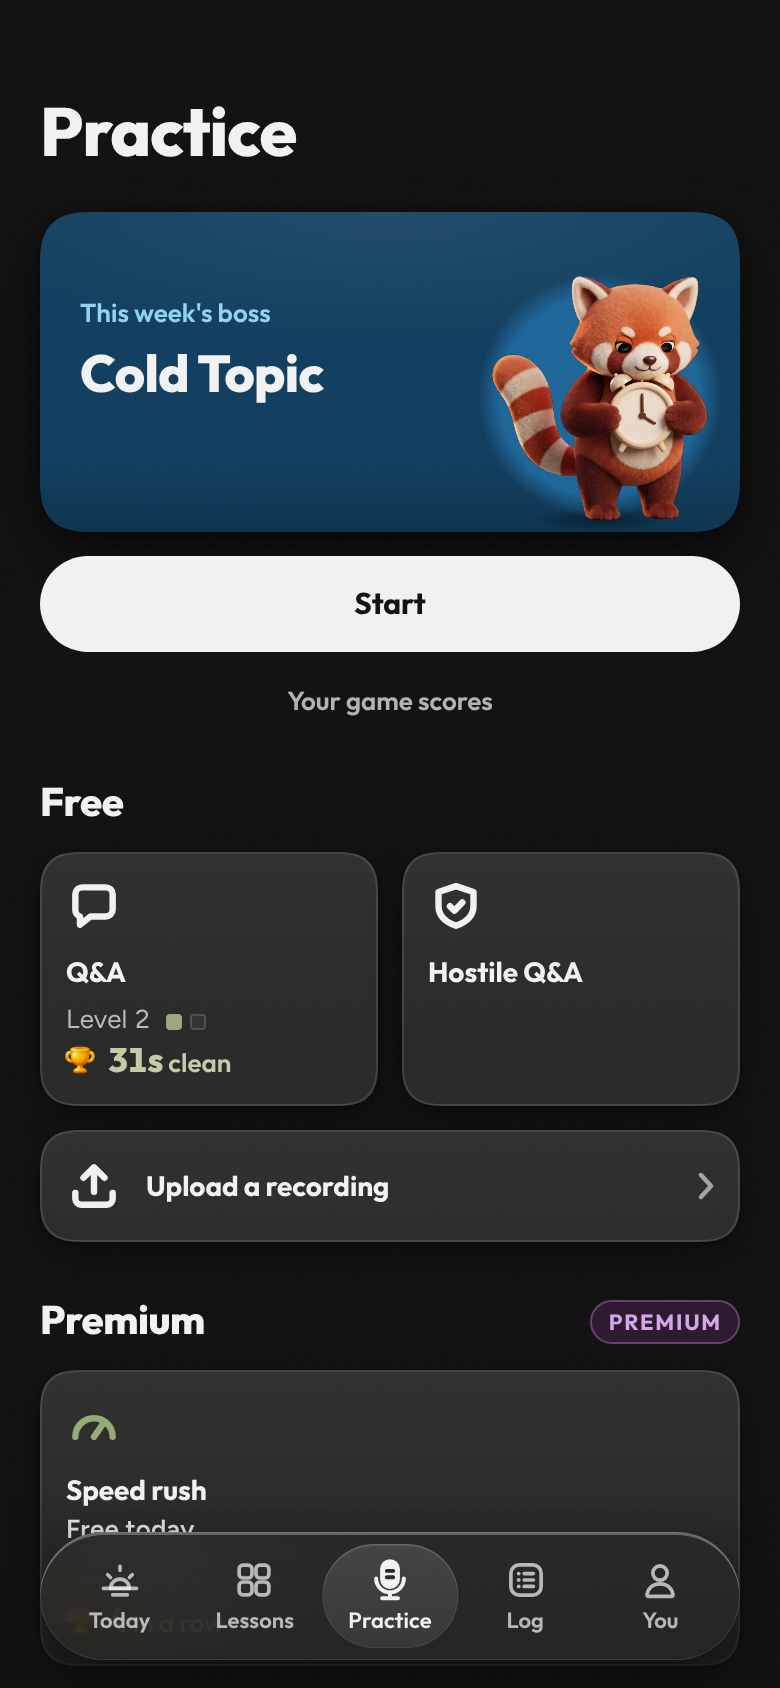 Practice
This week's boss
Cold Topic
Start
Your game scores
Free
Q&A
Level 2
31s clean
Hostile Q&A
Upload a recording
Premium
PREMIUM
Speed rush
Free today
a row
Today
Lessons
Practice
Log
You